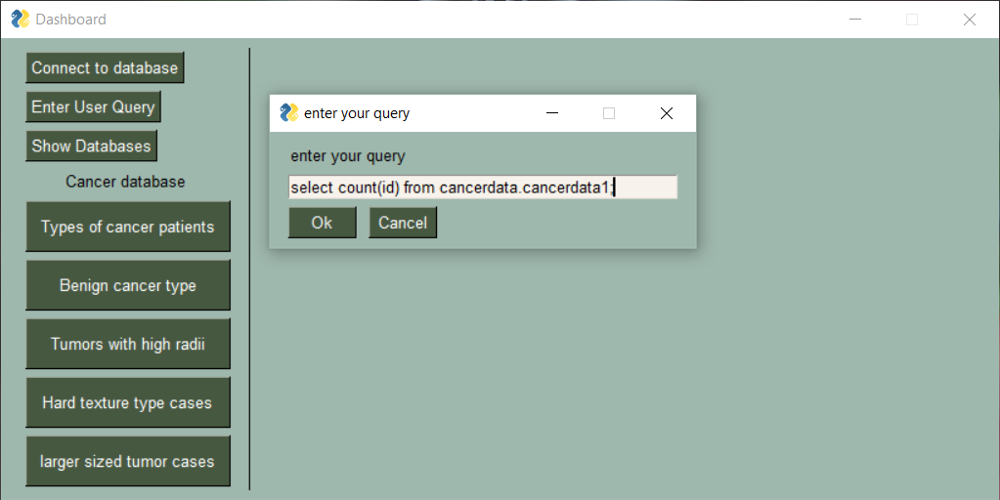 Dashboard
Connect to database
Enter User Query
Show Databases
Cancer database
Types of cancer patients
Benign cancer type
Tumors with high radii
Hard texture type cases
larger sized tumor cases
enter your query
enter your query
select count(id) from cancerdata.cancerdata1;
Ok Cancel